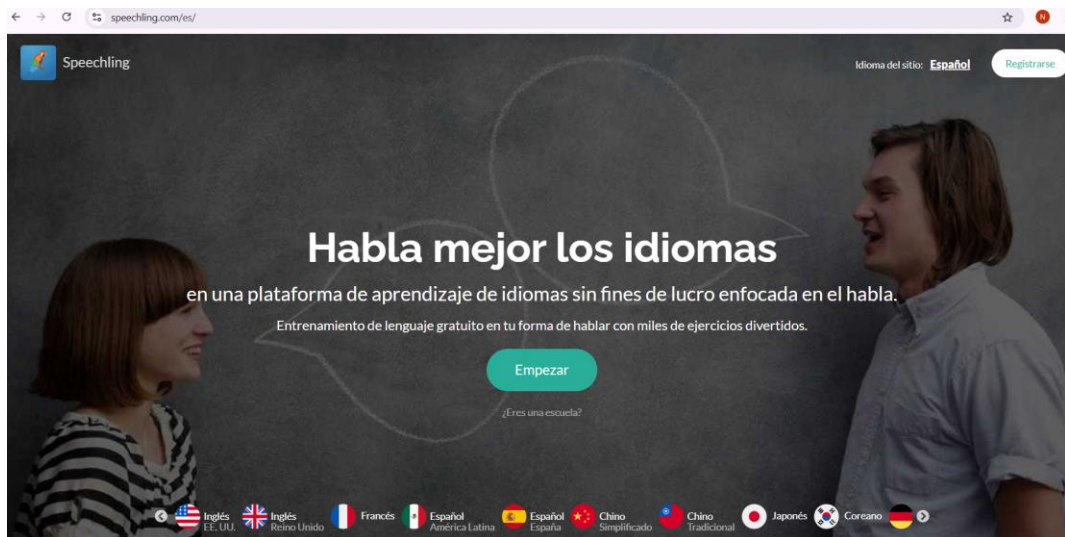 speechling.com/es/
N
Speechling
Idioma del sitio: Español
Registrarse
Habla mejor los idiomas
en una plataforma de aprendizaje de idiomas sin fines de lucro enfocada en el habla.
Entrenamiento de lenguaje gratuito en tu forma de hablar con miles de ejercicios divertidos.
Empezar
¿Eres una escuela?
Inglés
EE. UU.
Inglés
Reino Unido
Francés
Español
América Latina
Español
España
Chino
Simplificado
Chino
Tradicional
Japonés
Coreano